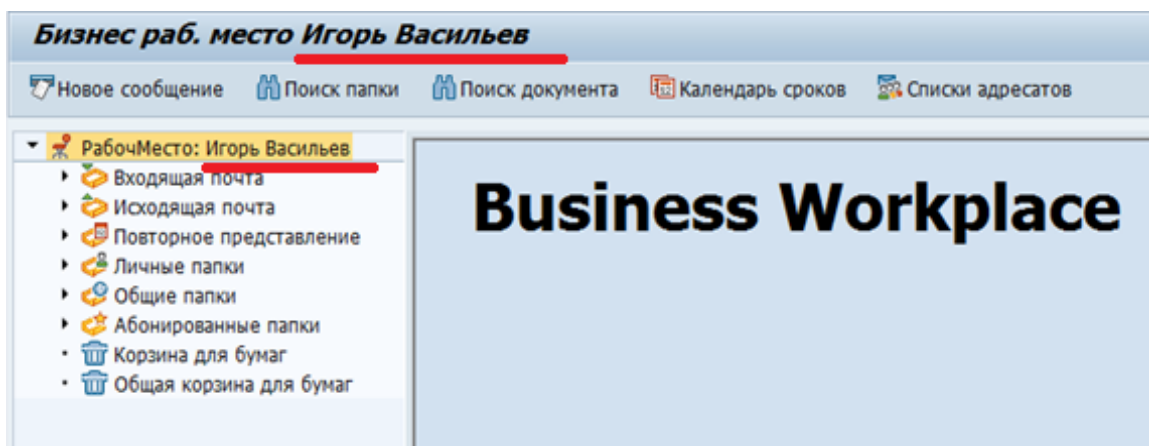 Бизнес раб. место Игорь Васильев
Новое сообщение Поиск папки Поиск документа Календарь сроков Списки адресатов
РабочМесто: Игорь Васильев
Входящая почта
Исходящая почта
Повторное представление
Личные папки
Общие папки
Абонированные папки
Корзина для бумаг
Общая корзина для бумаг
Business Workplace